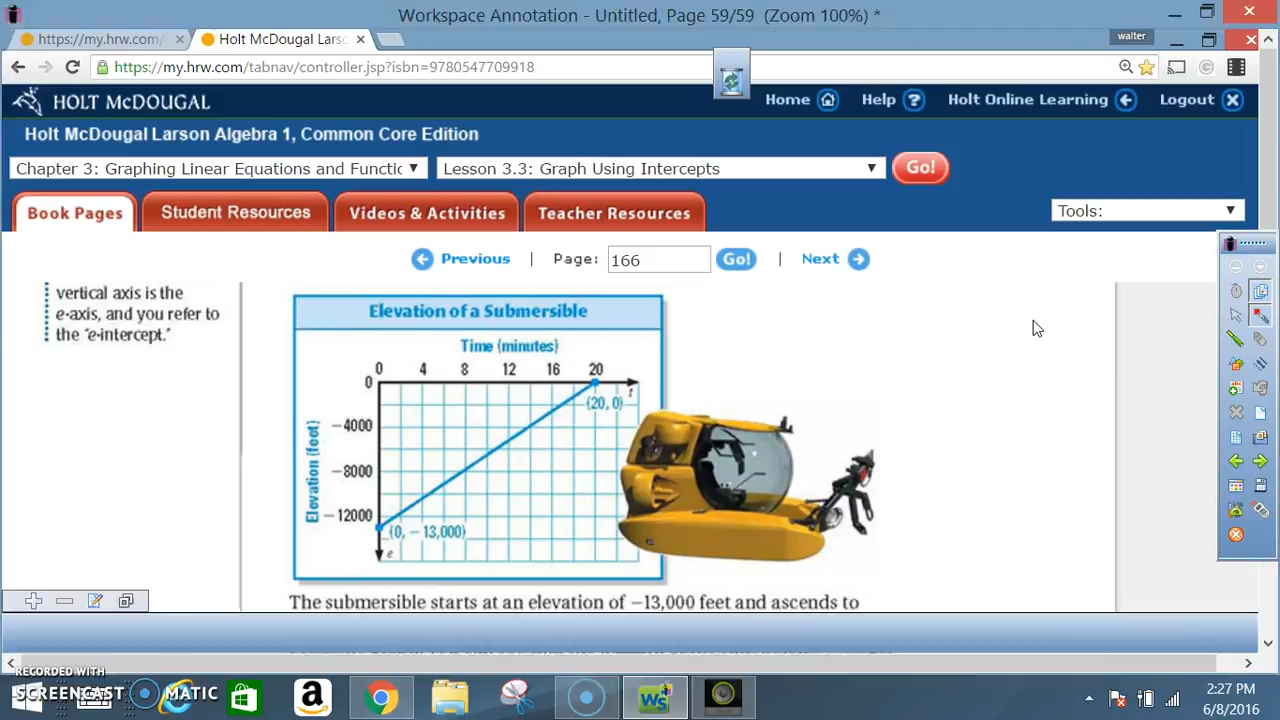 Workspace Annotation - Untitled, Page 59/59 (Zoom 100%) *
https://my.hrw.com/ × Holt McDougal Lars × walter
https://my.hrw.com/tabnav/controller.jsp?isbn=9780547709918
HOLT MCDOUGAL Home Help ? Holt Online Learning Logout
Holt McDougal Larson Algebra 1, Common Core Edition
Chapter 3: Graphing Linear Equations and Functic Lesson 3.3: Graph Using Intercepts Go!
Book Pages Student Resources Videos & Activities Teacher Resources Tools:
Previous | Page: 166 Go! | Next
vertical axis is the
e-axis, and you refer to
the "e-intercept."
Elevation of a Submersible
Time (minutes)
0 4 8 12 16 20
0
t
(20, 0)
−4000
Elevation (feet)
−8000
−12000
(0, −13,000)
e
The submersible starts at an elevation of −13,000 feet and ascends to
RECORDED WITH
SCREENCAST MATIC
WS
2:27 PM
6/8/2016